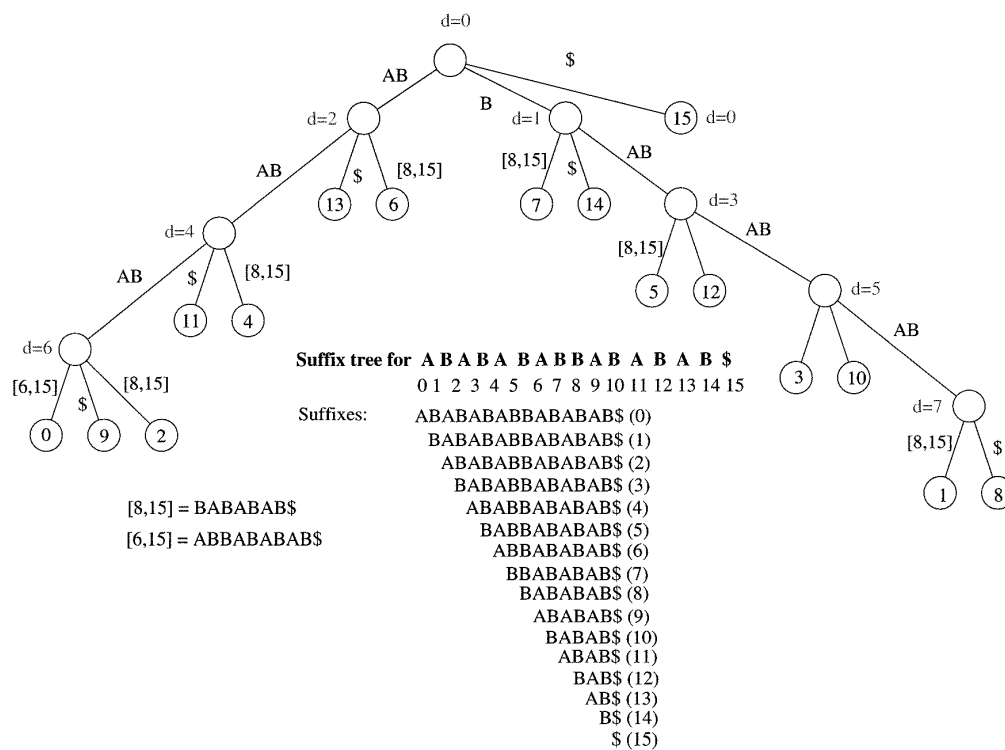 d=0
$
AB
B
d=2
d=1
15 d=0
AB
$
[8,15]
[8,15]
$
AB
13
6
7
14
d=3
d=4
[8,15]
AB
AB
$
[8,15]
5
12
d=5
11
4
AB
d=6
Suffix tree for A B A B A B A B B A B A B A B $
3
10
[6,15]
$
[8,15]
0 1 2 3 4 5 6 7 8 9 10 11 12 13 14 15
d=7
0
9
2
Suffixes:
ABABABABBABABAB$ (0)
BABABABBABABAB$ (1)
[8,15]
$
ABABABBABABAB$ (2)
BABABBABABAB$ (3)
1
8
[8,15] = BABABAB$
ABABBABABAB$ (4)
BABBABABAB$ (5)
[6,15] = ABBABABAB$
ABBABABAB$ (6)
BBABABAB$ (7)
BABABAB$ (8)
ABABAB$ (9)
BABAB$ (10)
ABAB$ (11)
BAB$ (12)
AB$ (13)
B$ (14)
$ (15)